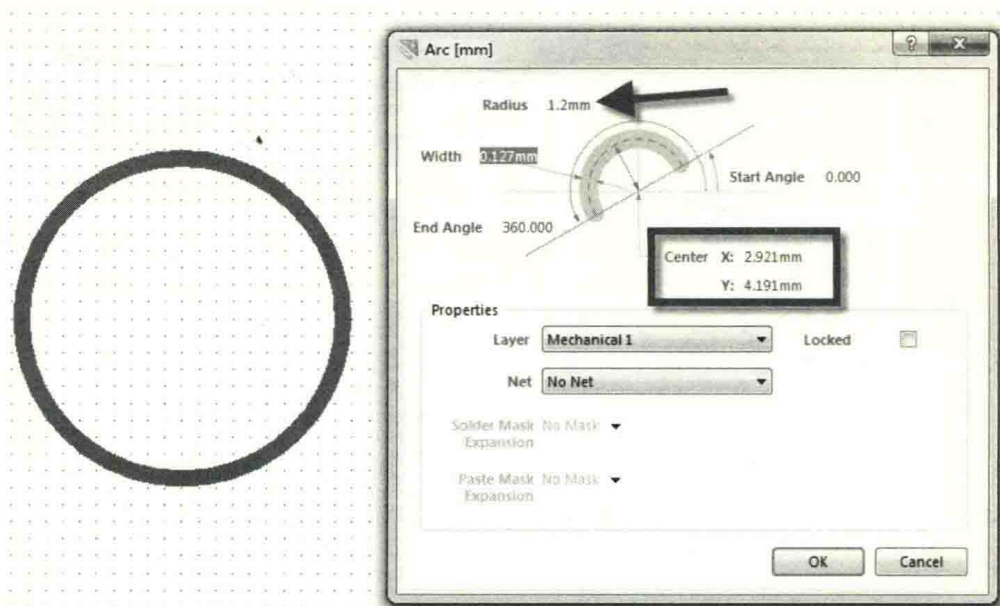 Arc [mm]
Radius 1.2mm
Width 0.127mm
Start Angle 0.000
End Angle 360.000
Center X: 2.921mm
Y: 4.191mm
Properties
Layer Mechanical 1
Locked
Net No Net
Solder Mask No Mask
Expansion
Paste Mask No Mask
Expansion
OK Cancel